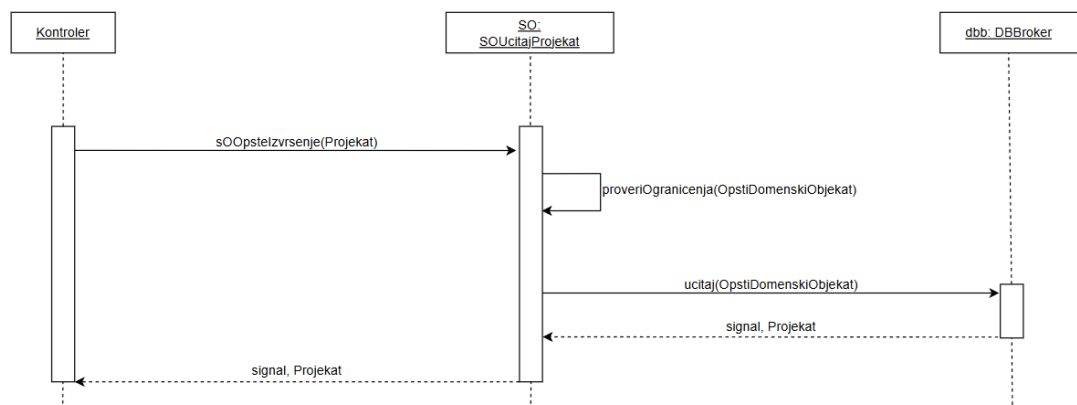 Kontroler
SO:
SOUcitajProjekat
dbb: DBBroker
sOOpsteIzvrsenje(Projekat)
proveriOgranicenja(OpstiDomenskiObjekat)
ucitaj(OpstiDomenskiObjekat)
signal, Projekat
signal, Projekat